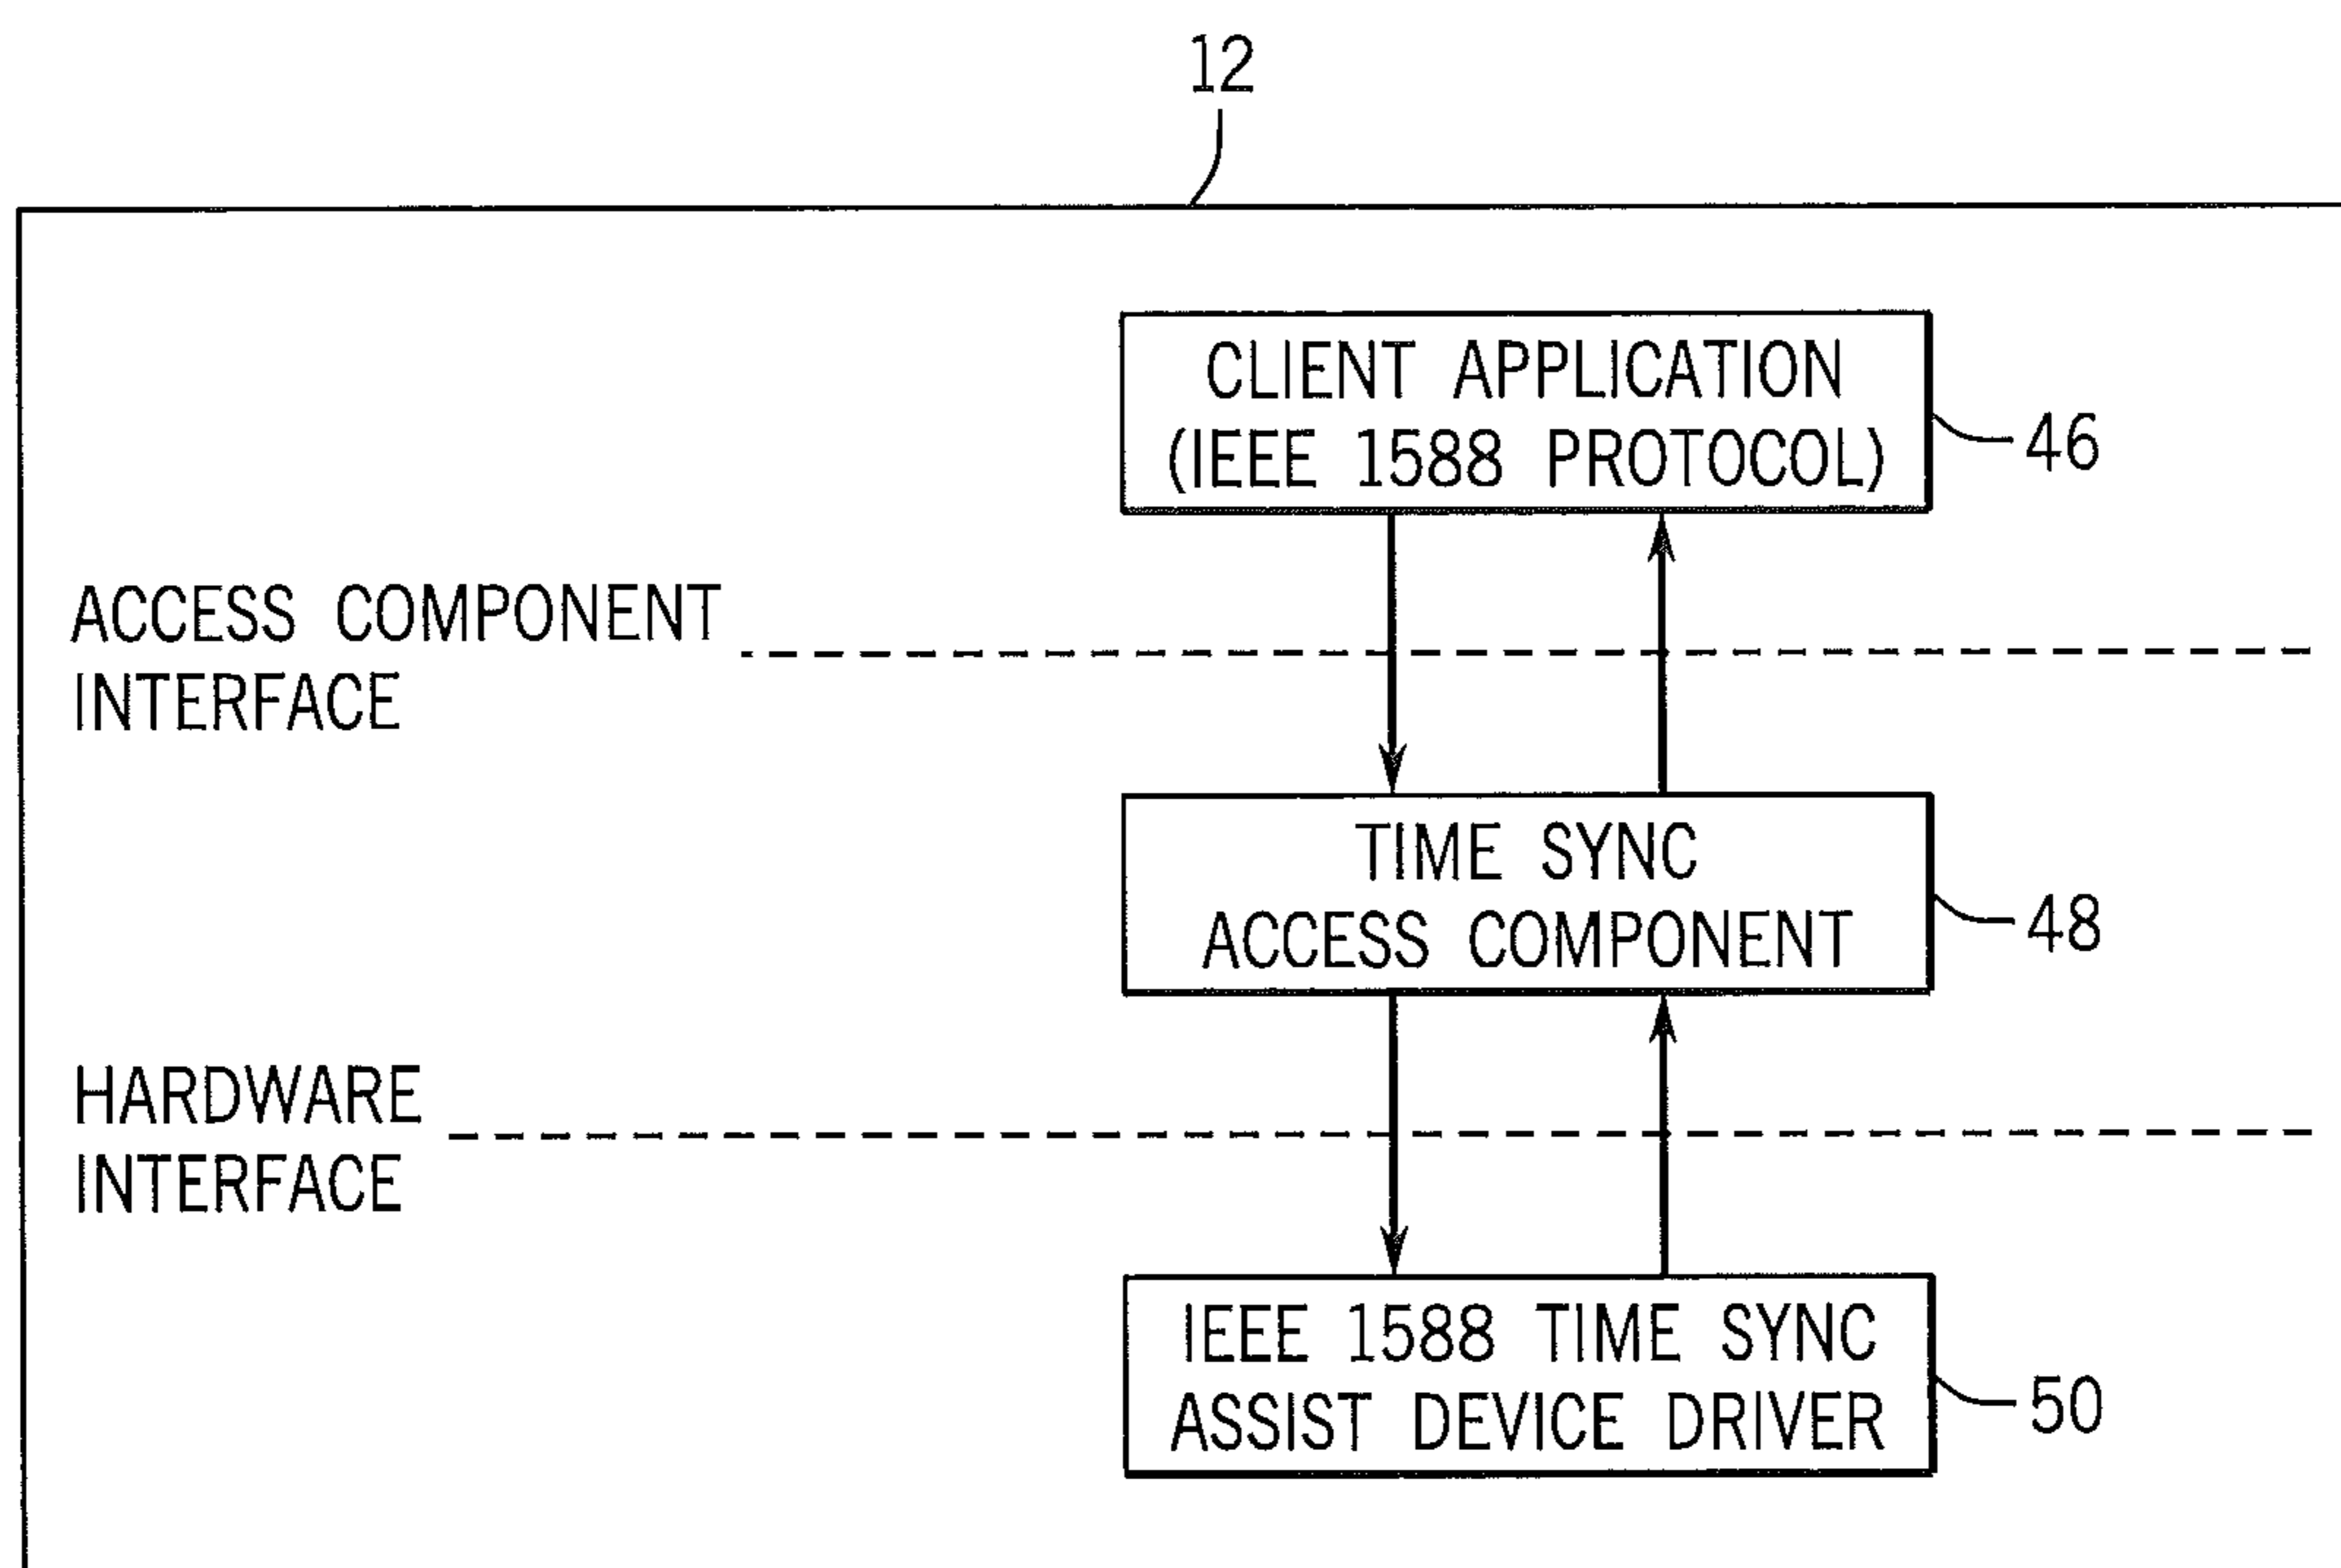 12
CLIENT APPLICATION
(IEEE 1588 PROTOCOL)
46
ACCESS COMPONENT
INTERFACE
TIME SYNC
ACCESS COMPONENT
48
HARDWARE
INTERFACE
IEEE 1588 TIME SYNC
ASSIST DEVICE DRIVER
50